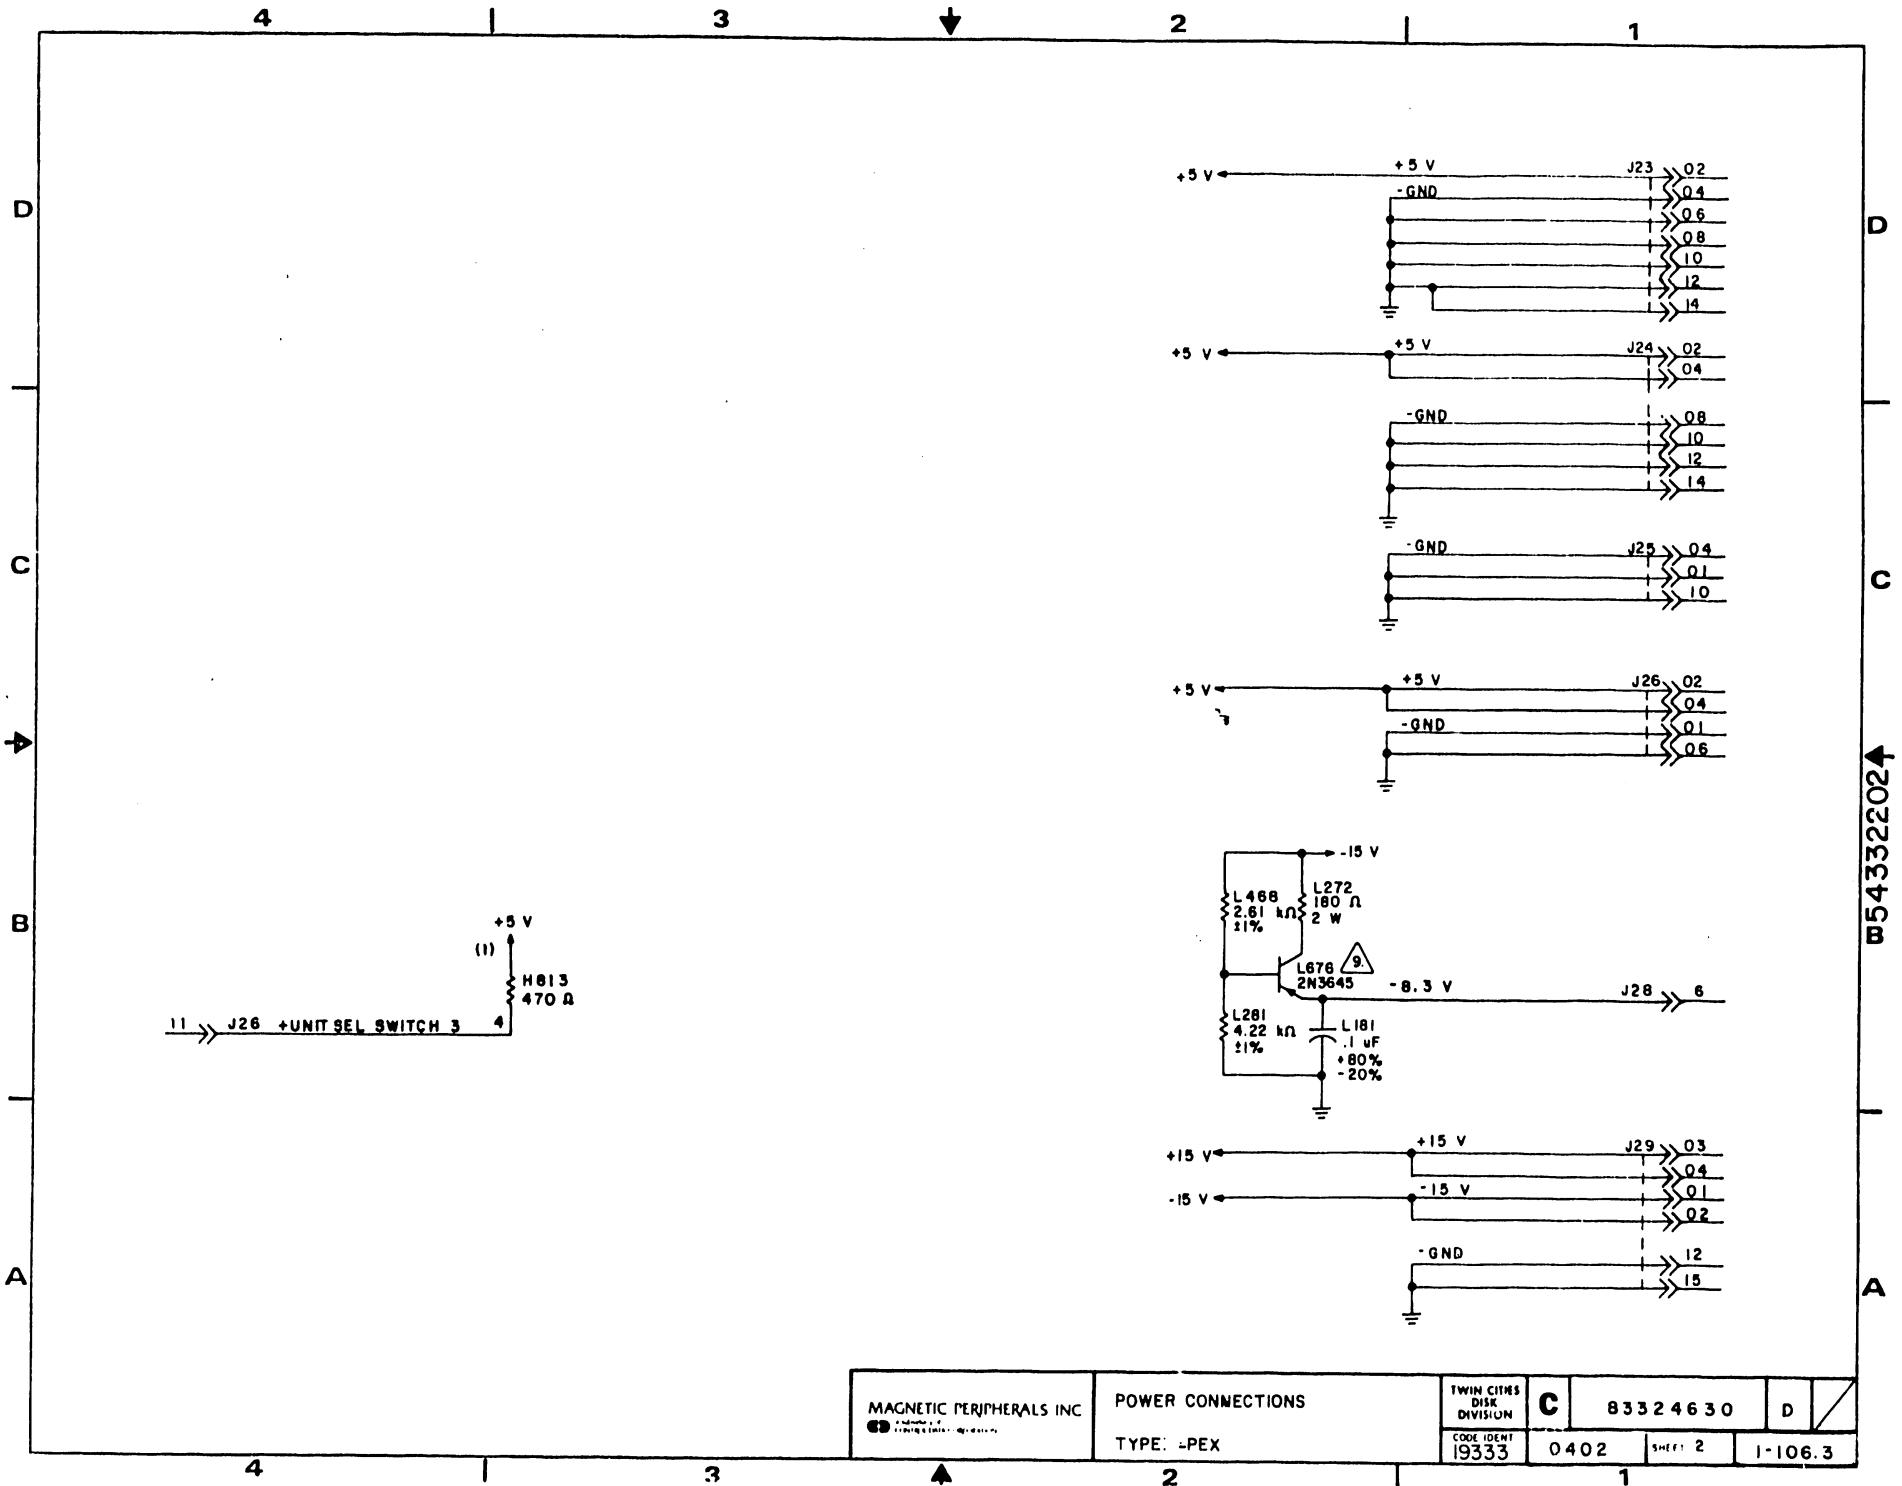 4 3 2 1
+5 V +5 V J23 02
-GND 04
06
D D
08
10
12
14
+5 V +5 V J24 02
04
-GND 08
10
12
14
-GND J25 04
C C
01
10
+5 V +5 V J26 02
04
-GND 01
06
B54332202
-15 V
L468
2.61 kΩ
±1%
L272
180 Ω
2 W
B B
+5 V
(1)
H813
470 Ω
11 J26 +UNIT SEL SWITCH 3 4
L676
2N3645
9.
-8.3 V J28 6
L281
4.22 kΩ
±1%
L181
.1 uF
+80%
-20%
+15 V +15 V J29 03
04
-15 V -15 V 01
02
-GND 12
15
A A
MAGNETIC PERIPHERALS INC
POWER CONNECTIONS
TYPE: -PEX
TWIN CITIES
DISK
DIVISION
C 83324630 D
CODE IDENT
19333
0402 SHEET 2 1-106.3
4 3 2 1